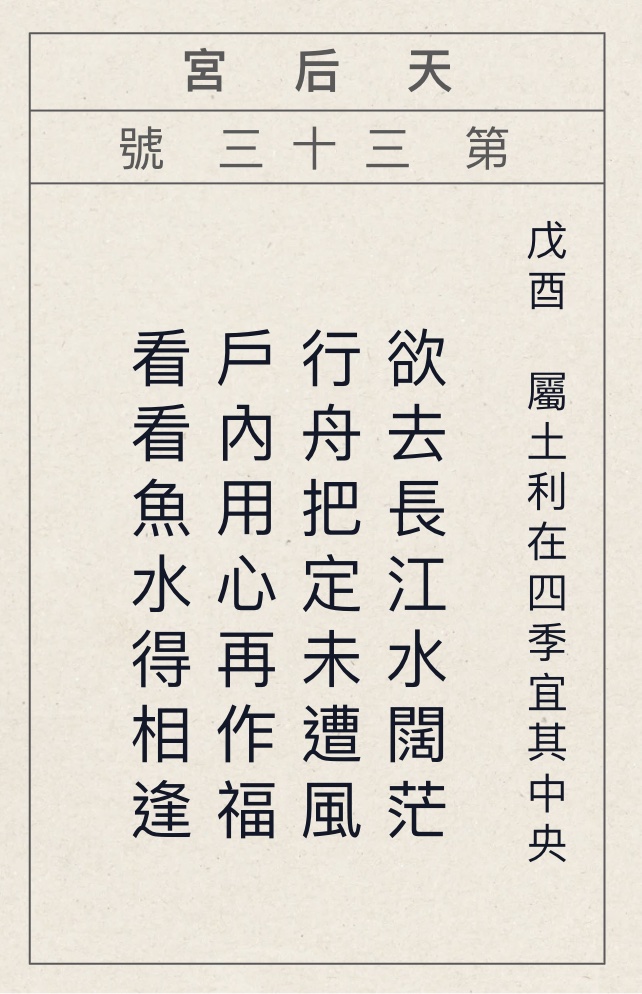 天后宮
第三十三號
戊酉 屬土利在四季宜其中央
欲去長江水闊茫
行舟把定未遭風
戶內用心再作福
看看魚水得相逢